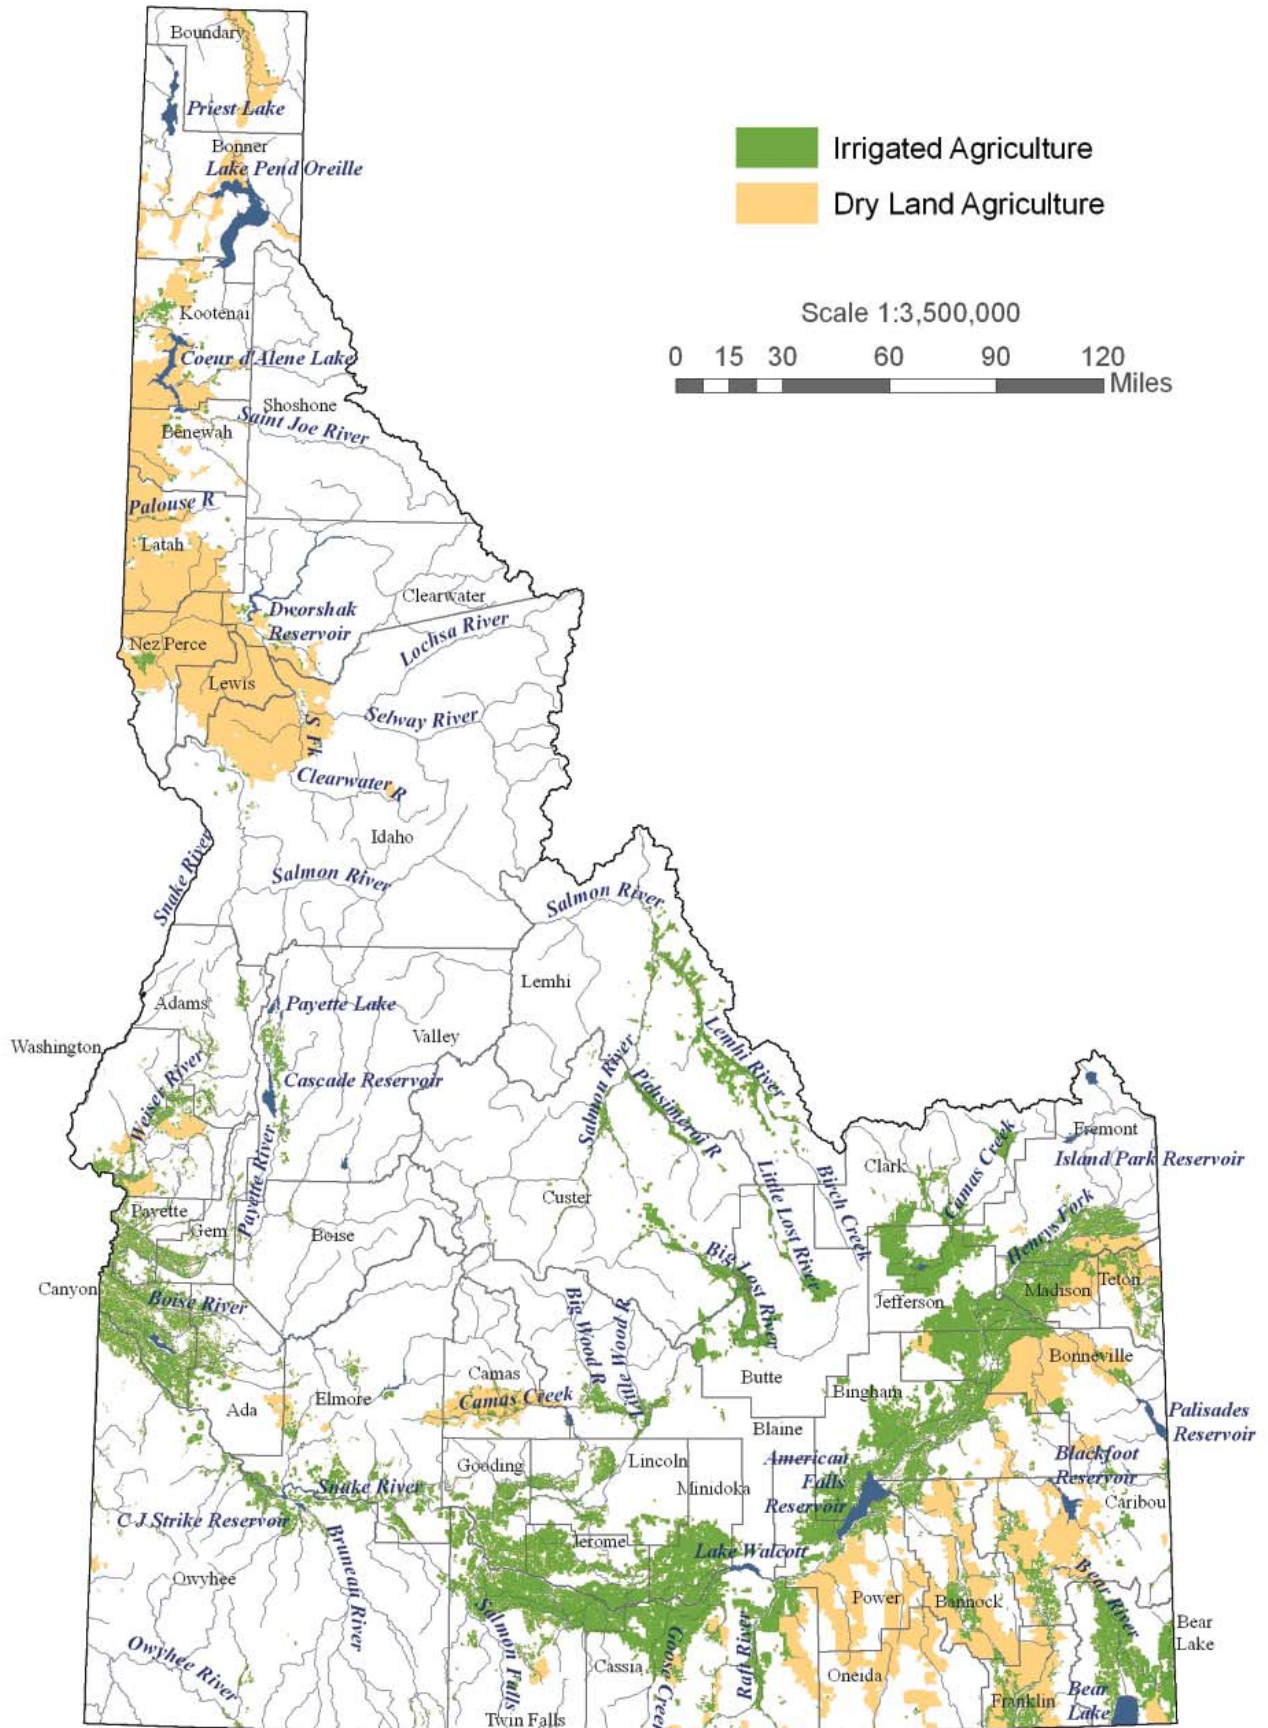 Boundary
Priest Lake
Bonner
Lake Pend Oreille
Irrigated Agriculture
Dry Land Agriculture
Scale 1:3,500,000
0 15 30 60 90 120
Miles
Kootenai
Coeur d'Alene Lake
Shoshone
Saint Joe River
Benewah
Palouse R
Latah
Clearwater
Dworshak
Reservoir
Lochsa River
Nez Perce
Lewis
Selway River
S Fk
Clearwater R
Idaho
Snake River
Salmon River
Salmon River
Lemhi
Adams
Payette Lake
Valley
Washington
Lemhi River
Weiser River
Cascade Reservoir
Salmon River
Pahsimeroi R
Payette River
Fremont
Island Park Reservoir
Camas Creek
Clark
Birch Creek
Little Lost River
Custer
Payette
Gem
Boise
Henrys Fork
Big Lost River
Canyon
Boise River
Madison
Teton
Jefferson
Big Wood R
Little Wood R
Bonneville
Camas
Butte
Bingham
Camas Creek
Elmore
Ada
Palisades
Reservoir
Blaine
American
Falls
Reservoir
Blackfoot
Reservoir
Gooding
Lincoln
Minidoka
Caribou
Snake River
C J Strike Reservoir
Jerome
Lake Walcott
Bruneau River
Owyhee
Bear River
Power
Bannock
Bear
Lake
Salmon Falls
Goose Creek
Raft River
Owyhee River
Cassia
Oneida
Franklin
Bear
Lake
Twin Falls